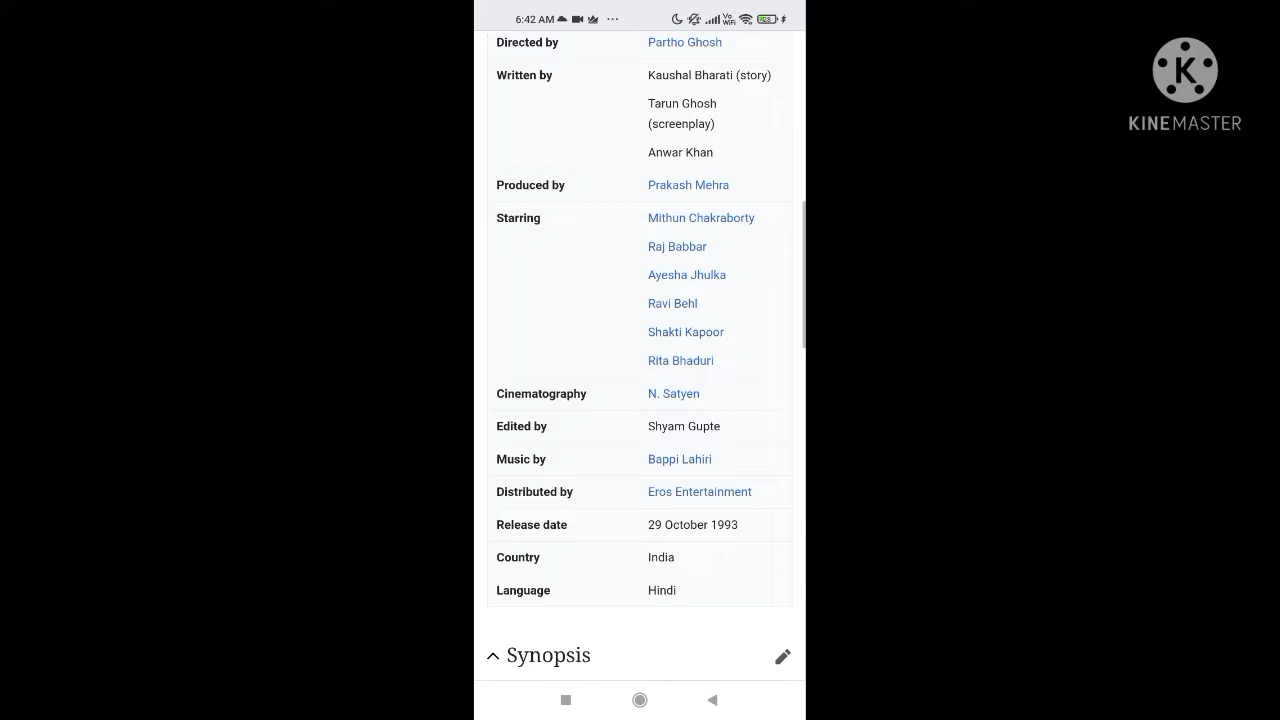 6:42 AM
Directed by Partho Ghosh
Written by Kaushal Bharati (story)
Tarun Ghosh
(screenplay)
Anwar Khan
Produced by Prakash Mehra
Starring Mithun Chakraborty
Raj Babbar
Ayesha Jhulka
Ravi Behl
Shakti Kapoor
Rita Bhaduri
Cinematography N. Satyen
Edited by Shyam Gupte
Music by Bappi Lahiri
Distributed by Eros Entertainment
Release date 29 October 1993
Country India
Language Hindi
Synopsis
K
KINEMASTER